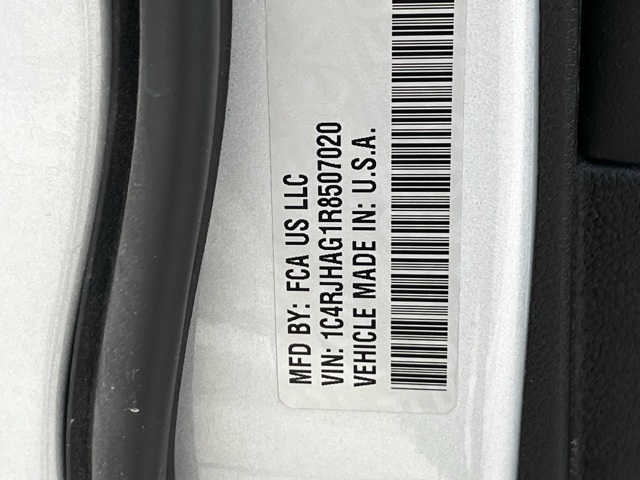 MFD BY: FCA US LLC
VIN: 1C4RJHAG1R8507020
VEHICLE MADE IN: U.S.A.